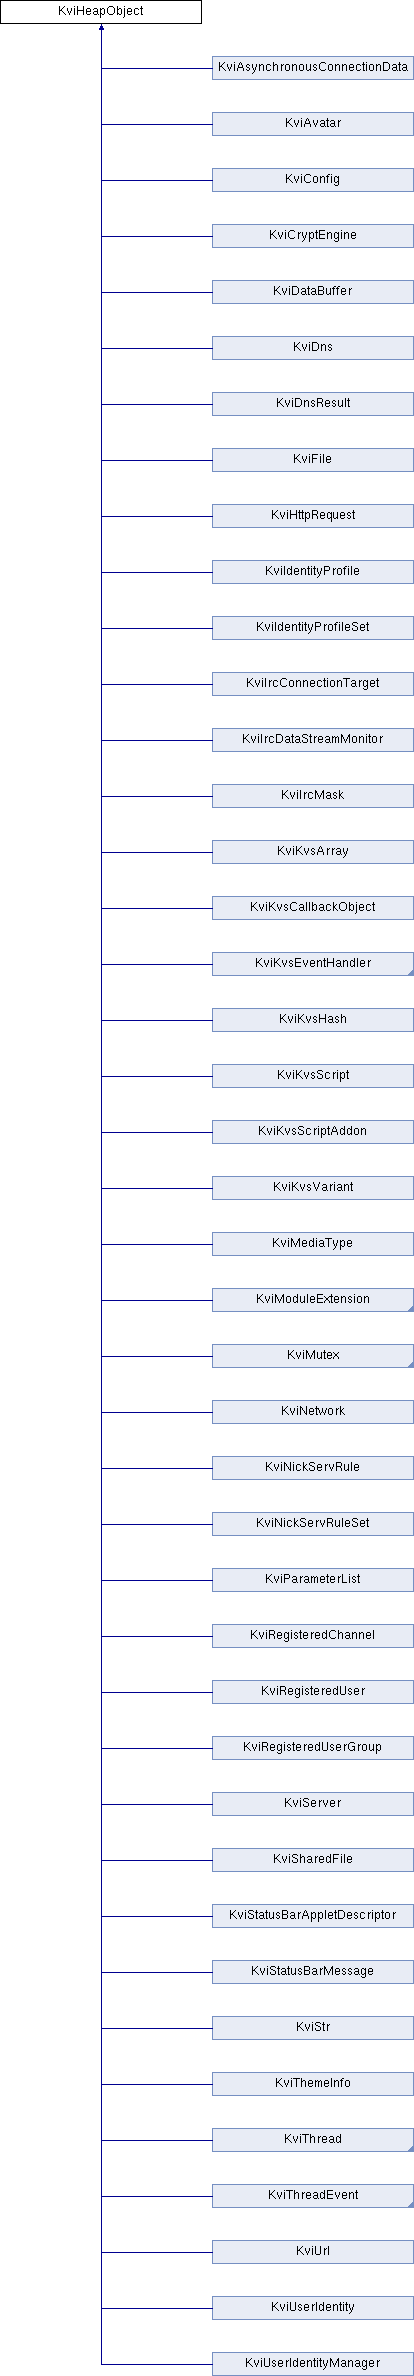 KviHeapObject
KviAsynchronousConnectionData
KviAvatar
KviConfig
KviCryptEngine
KviDataBuffer
KviDns
KviDnsResult
KviFile
KviHttpRequest
KviIdentityProfile
KviIdentityProfileSet
KviIrcConnectionTarget
KviIrcDataStreamMonitor
KviIrcMask
KviKvsArray
KviKvsCallbackObject
KviKvsEventHandler
KviKvsHash
KviKvsScript
KviKvsScriptAddon
KviKvsVariant
KviMediaType
KviModuleExtension
KviMutex
KviNetwork
KviNickServRule
KviNickServRuleSet
KviParameterList
KviRegisteredChannel
KviRegisteredUser
KviRegisteredUserGroup
KviServer
KviSharedFile
KviStatusBarAppletDescriptor
KviStatusBarMessage
KviStr
KviThemeInfo
KviThread
KviThreadEvent
KviUrl
KviUserIdentity
KviUserIdentityManager